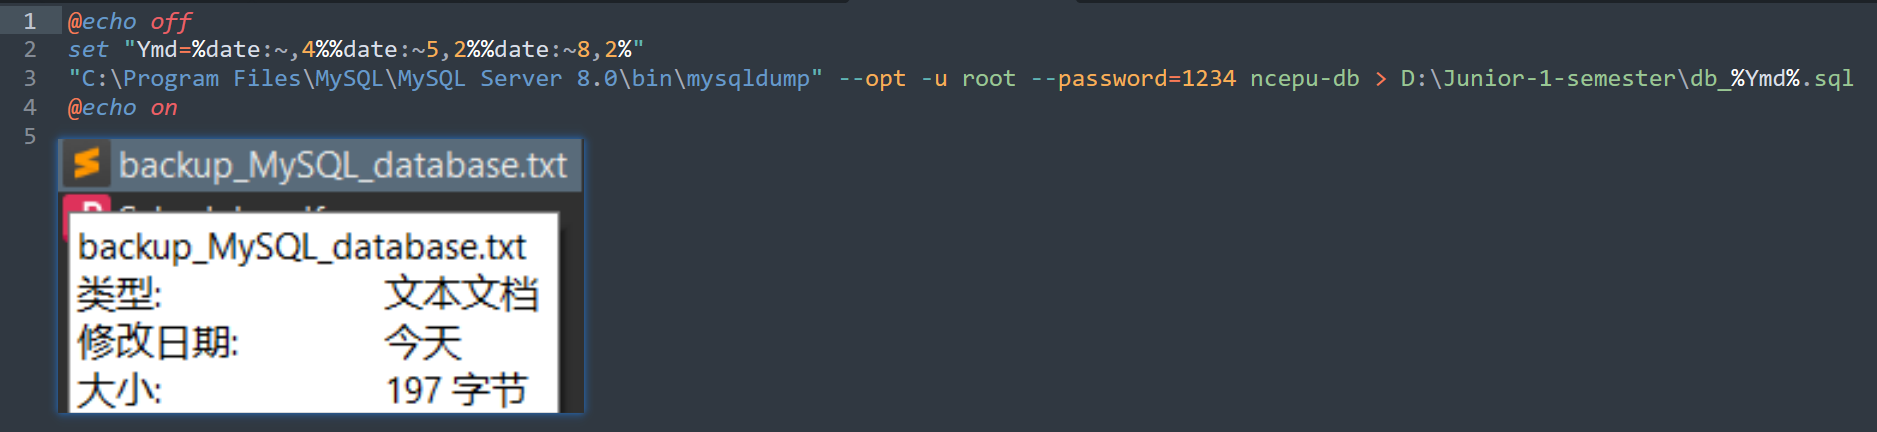 1 @echo off
2 set "Ymd=%date:~,4%%date:~5,2%%date:~8,2%"
3 "C:\Program Files\MySQL\MySQL Server 8.0\bin\mysqldump" --opt -u root --password=1234 ncepu-db > D:\Junior-1-semester\db_%Ymd%.sql
4 @echo on
5
backup_MySQL_database.txt
backup_MySQL_database.txt
类型: 文本文档
修改日期: 今天
大小: 197 字节